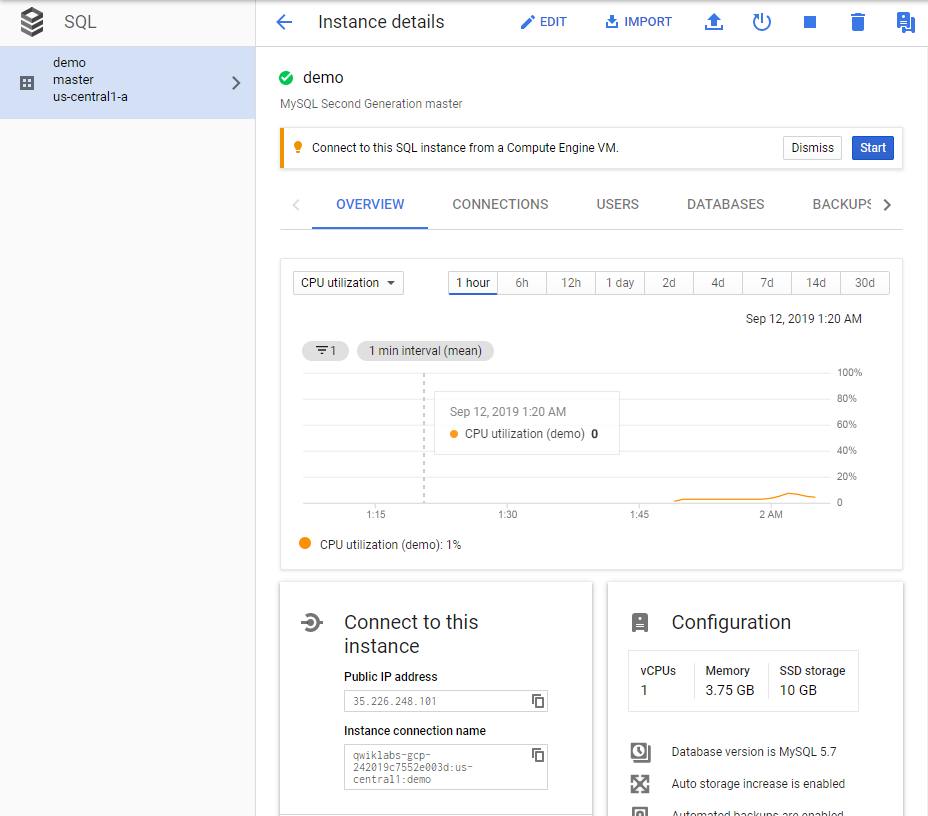 SQL
Instance details
EDIT
IMPORT
demo
master
us-central1-a
demo
MySQL Second Generation master
Connect to this SQL instance from a Compute Engine VM.
Dismiss
Start
OVERVIEW
CONNECTIONS
USERS
DATABASES
BACKUPS
CPU utilization
1 hour
6h
12h
1 day
2d
4d
7d
14d
30d
Sep 12, 2019 1:20 AM
1
1 min interval (mean)
100%
80%
60%
40%
20%
0
Sep 12, 2019 1:20 AM
CPU utilization (demo) 0
1:15
1:30
1:45
2 AM
CPU utilization (demo): 1%
Connect to this
instance
Public IP address
35.226.248.101
Instance connection name
qwiklabs-gcp-
242019c7552e003d:us-
central1:demo
Configuration
vCPUs
1
Memory
3.75 GB
SSD storage
10 GB
Database version is MySQL 5.7
Auto storage increase is enabled
Automated backups are enabled